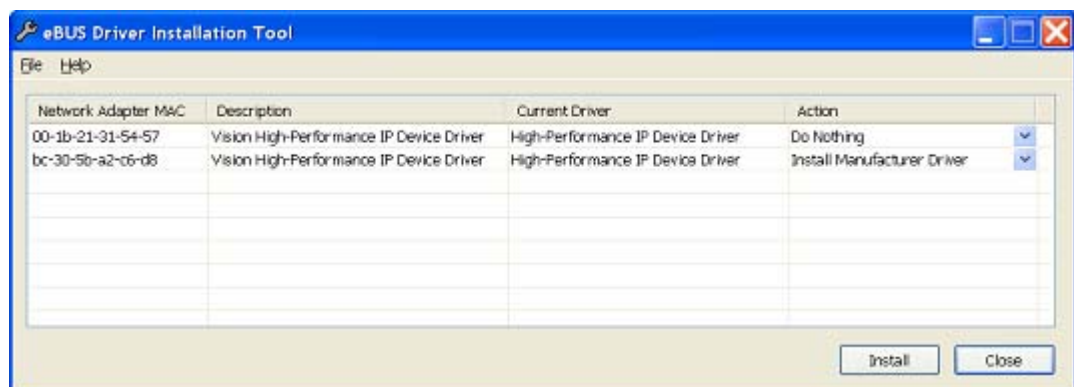 eBUS Driver Installation Tool
File Help
Network Adapter MAC Description Current Driver Action
00-1b-21-31-54-57 Vision High-Performance IP Device Driver High-Performance IP Device Driver Do Nothing
bc-30-5b-a2-c6-d8 Vision High-Performance IP Device Driver High-Performance IP Device Driver Install Manufacturer Driver
Install Close